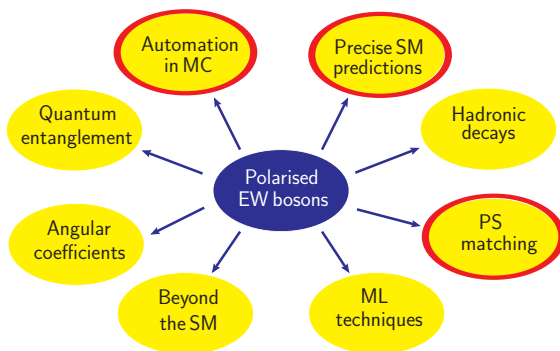 Automation
in MC
Precise SM
predictions
Quantum
entanglement
Hadronic
decays
Polarised
EW bosons
Angular
coefficients
PS
matching
Beyond
the SM
ML
techniques